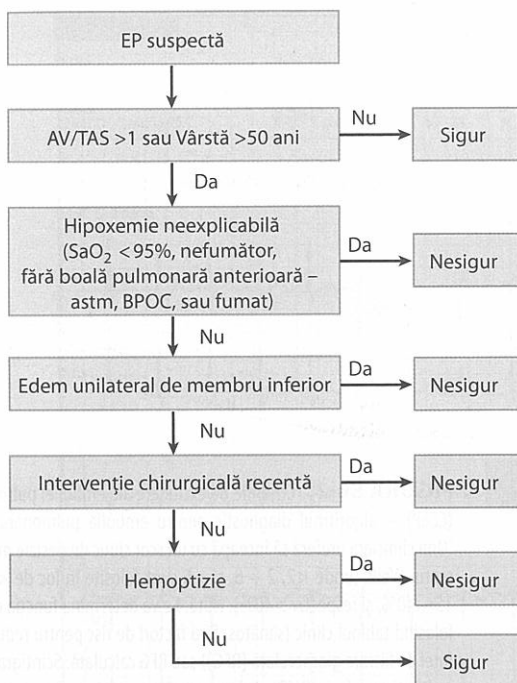 EP suspectă
AV/TAS >1 sau Vârstă >50 ani
Nu
Sigur
Da
Hipoxemie neexplicabilă
(SaO₂ <95%, nefumător,
fără boală pulmonară anterioară –
astm, BPOC, sau fumat)
Da
Nesigur
Nu
Edem unilateral de membru inferior
Da
Nesigur
Nu
Intervenție chirurgicală recentă
Da
Nesigur
Nu
Hemoptizie
Da
Nesigur
Nu
Sigur